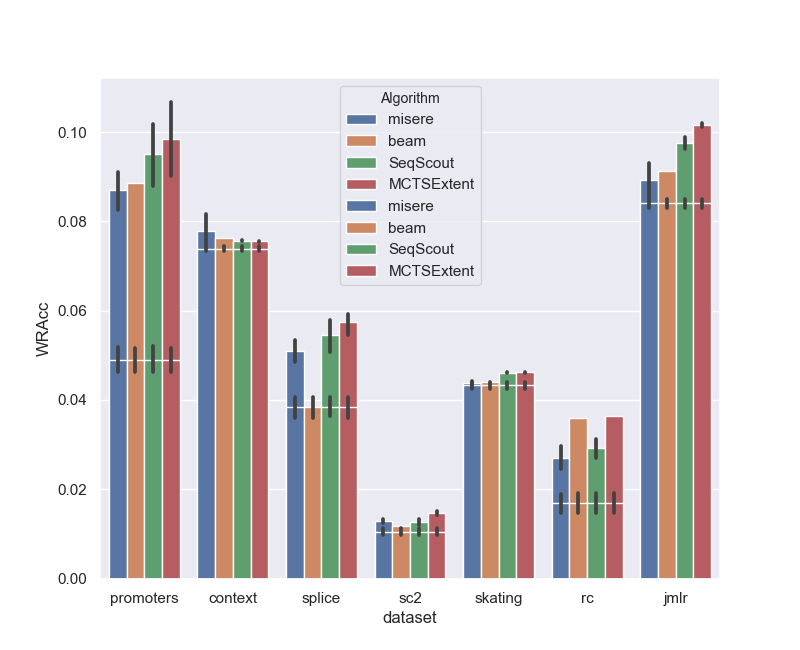 Algorithm
misere
beam
SeqScout
MCTSExtent
misere
beam
SeqScout
MCTSExtent
WRAcc
0.10
0.08
0.06
0.04
0.02
0.00
promoters context splice sc2 skating rc jmlr
dataset